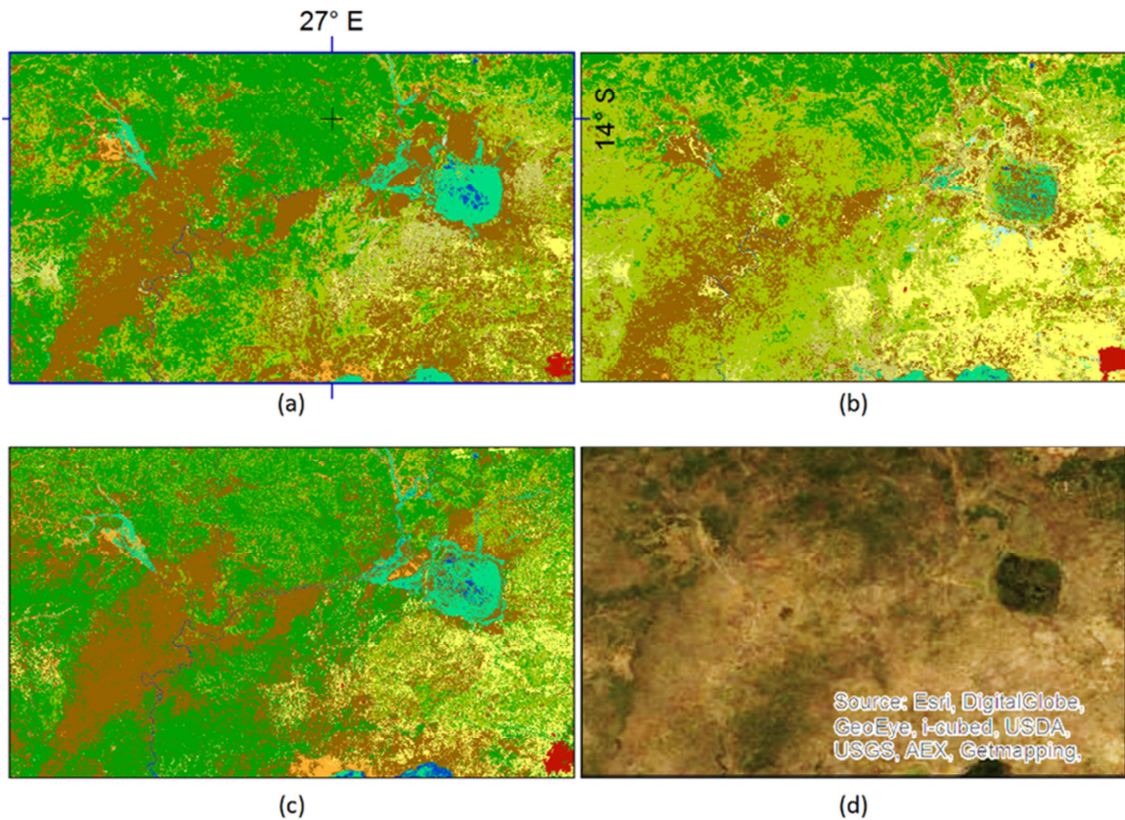 27° E
14° S
(a)
(b)
Source: Esri, DigitalGlobe,
GeoEye, i-cubed, USDA,
USGS, AEX, Getmapping,
(c)
(d)